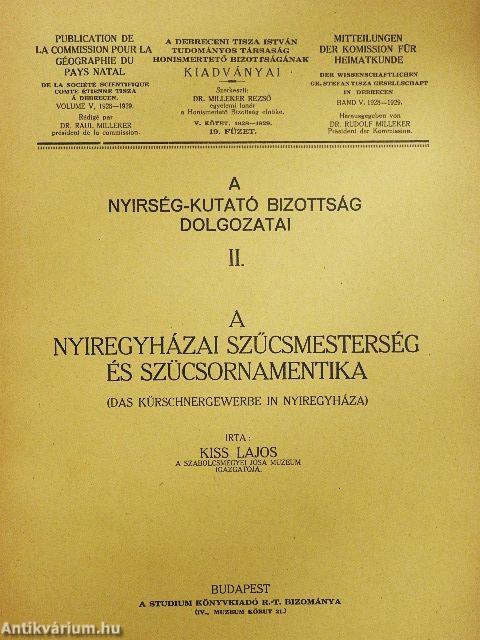 PUBLICATION DE
LA COMMISSION POUR LA
GÉOGRAPHIE DU
PAYS NATAL
DE LA SOCIÉTÉ SCIENTIFIQUE
COMTE ÉTIENNE TISZA
À DEBRECEN.
VOLUME V, 1928—1929.
Rédigé par
DR. RAUL MILLEKER
président de la commission.
A DEBRECENI TISZA ISTVÁN
TUDOMÁNYOS TÁRSASÁG
HONISMERTETŐ BIZOTTSÁGÁNAK
KIADVÁNYAI
Szerkeszti:
DR. MILLEKER REZSŐ
egyetemi tanár
a Honismertető Bizottság elnöke.
V. KÖTET, 1928—1929.
19. FÜZET.
MITTEILUNGEN
DER KOMISSION FÜR
HEIMATKUNDE
DER WISSENSCHAFTLICHEN
GR. STEFAN TISZA GESELLSCHAFT
IN DEBRECEN
BAND V. 1928—1929.
Herausgegeben von
DR. RUDOLF MILLEKER
Präsident der Komission.
A
NYIRSÉG-KUTATÓ BIZOTTSÁG
DOLGOZATAI
II.
A
NYIREGYHÁZAI SZŰCSMESTERSÉG
ÉS SZÜCSORNAMENTIKA
(DAS KÜRSCHNERGEWERBE IN NYIREGYHÁZA)
IRTA:
KISS LAJOS
A SZABOLCSMEGYEI JÓSA MUZEUM
IGAZGATÓJA.
BUDAPEST
A STUDIUM KÖNYVKIADÓ R.-T. BIZOMÁNYA
(IV., MUZEUM KÖRUT 21.)
Antikvárium.hu